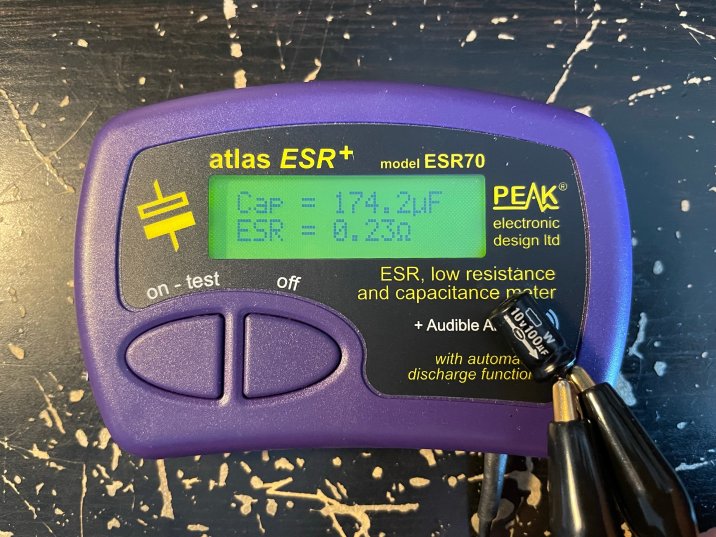 atlas ESR+
model ESR70
Cap = 174.2µF
ESR = 0.23Ω
PEAK®
electronic
design ltd
ESR, low resistance
and capacitance meter
on - test
off
+ Audible
with automa
discharge function
10V100µF
W